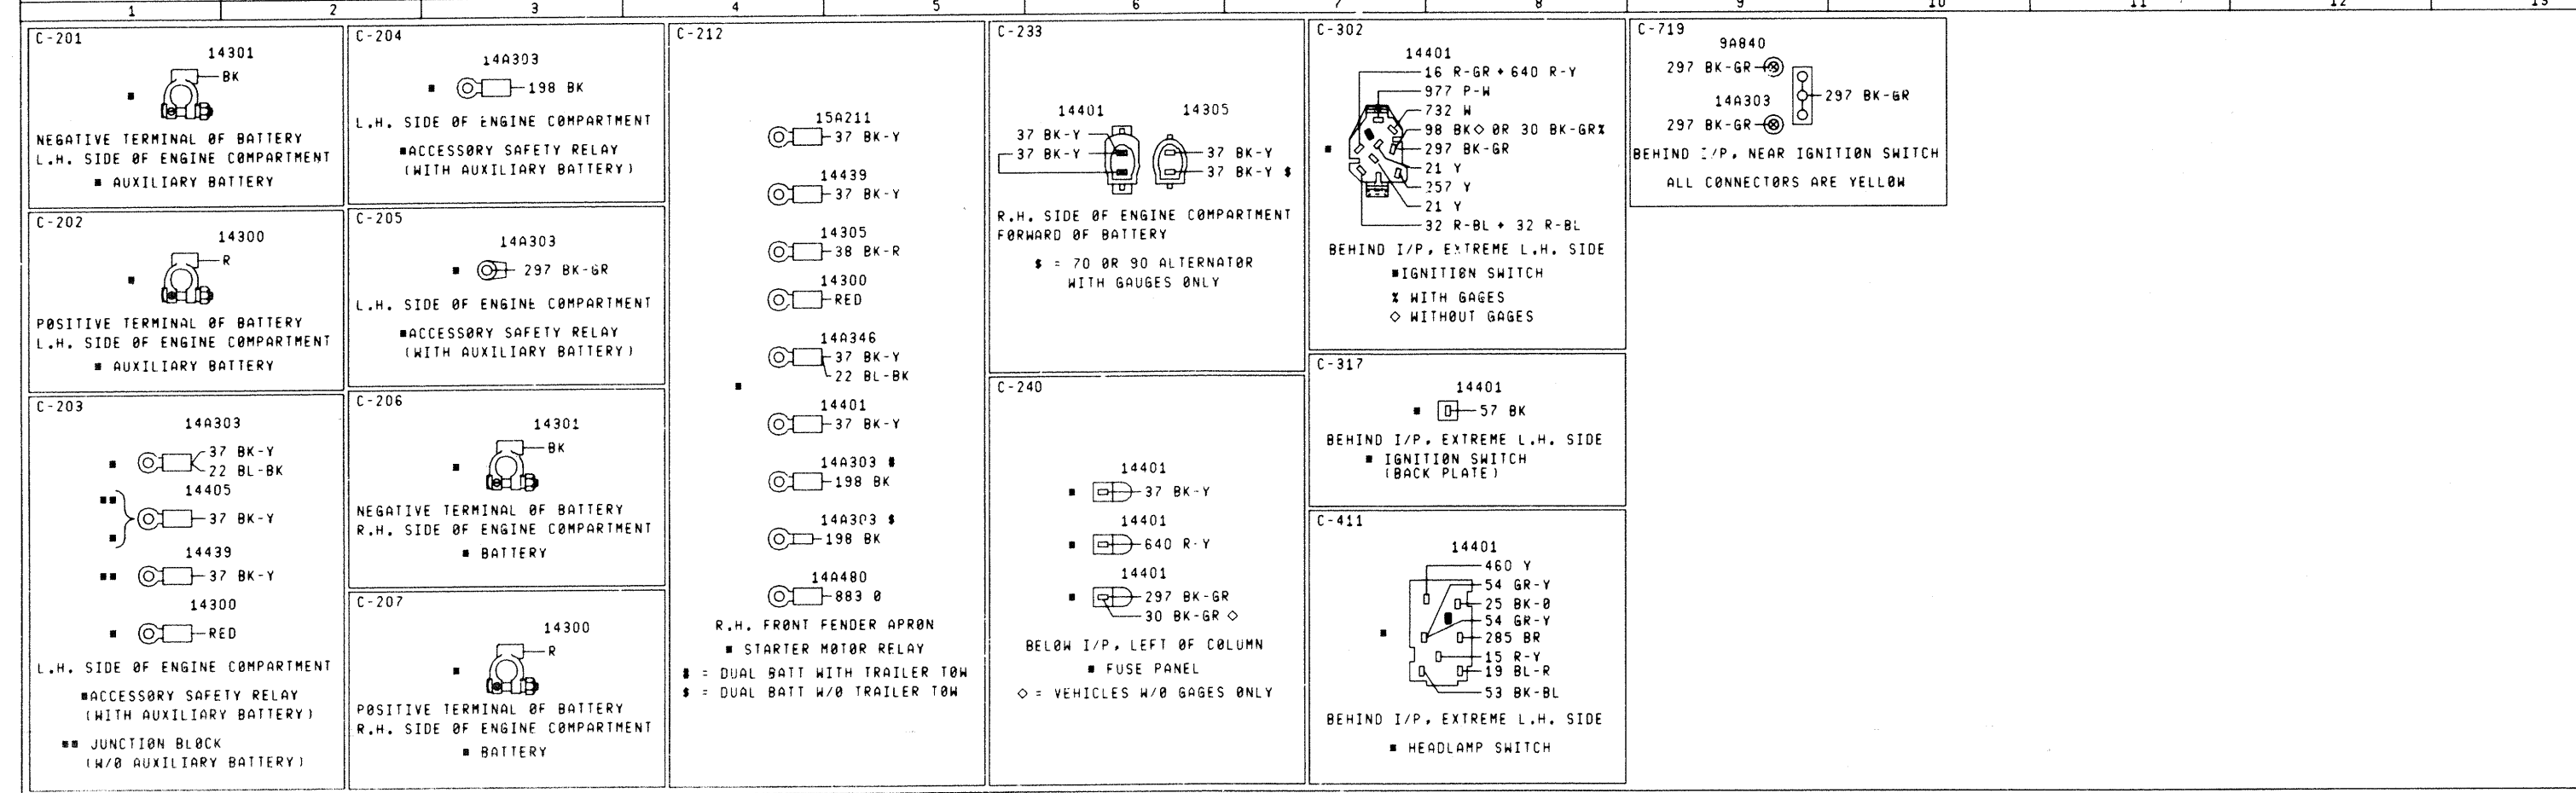 1 2 3 4 5 6 7 8 9 10 11 12 13
C-201
14301
BK
NEGATIVE TERMINAL OF BATTERY
L.H. SIDE OF ENGINE COMPARTMENT
■ AUXILIARY BATTERY
C-202
14300
R
POSITIVE TERMINAL OF BATTERY
L.H. SIDE OF ENGINE COMPARTMENT
■ AUXILIARY BATTERY
C-203
14A303
37 BK-Y
22 BL-BK
14405
37 BK-Y
14439
37 BK-Y
14300
RED
L.H. SIDE OF ENGINE COMPARTMENT
■ACCESSORY SAFETY RELAY
(WITH AUXILIARY BATTERY)
■■ JUNCTION BLOCK
(W/O AUXILIARY BATTERY)
C-204
14A303
198 BK
L.H. SIDE OF ENGINE COMPARTMENT
■ACCESSORY SAFETY RELAY
(WITH AUXILIARY BATTERY)
C-205
14A303
297 BK-GR
L.H. SIDE OF ENGINE COMPARTMENT
■ACCESSORY SAFETY RELAY
(WITH AUXILIARY BATTERY)
C-206
14301
BK
NEGATIVE TERMINAL OF BATTERY
R.H. SIDE OF ENGINE COMPARTMENT
■ BATTERY
C-207
14300
R
POSITIVE TERMINAL OF BATTERY
R.H. SIDE OF ENGINE COMPARTMENT
■ BATTERY
C-212
15A211
37 BK-Y
14439
37 BK-Y
14305
38 BK-R
14300
RED
14A346
37 BK-Y
22 BL-BK
14401
37 BK-Y
14A303 #
198 BK
14A303 $
198 BK
14A480
883 O
R.H. FRONT FENDER APRON
■ STARTER MOTOR RELAY
# = DUAL BATT WITH TRAILER TOW
$ = DUAL BATT W/O TRAILER TOW
C-233
14401 14305
37 BK-Y 37 BK-Y
37 BK-Y 37 BK-Y $
R.H. SIDE OF ENGINE COMPARTMENT
FORWARD OF BATTERY
$ = 70 OR 90 ALTERNATOR
WITH GAUGES ONLY
C-240
14401
37 BK-Y
14401
640 R-Y
14401
297 BK-GR
30 BK-GR ◇
BELOW I/P, LEFT OF COLUMN
■ FUSE PANEL
◇ = VEHICLES W/O GAGES ONLY
C-302
14401
16 R-GR + 640 R-Y
977 P-W
732 W
98 BK◇ OR 30 BK-GR%
297 BK-GR
21 Y
257 Y
21 Y
32 R-BL + 32 R-BL
BEHIND I/P, EXTREME L.H. SIDE
■IGNITION SWITCH
% WITH GAGES
◇ WITHOUT GAGES
C-317
14401
57 BK
BEHIND I/P, EXTREME L.H. SIDE
■ IGNITION SWITCH
(BACK PLATE)
C-411
14401
460 Y
54 GR-Y
25 BK-O
54 GR-Y
285 BR
15 R-Y
19 BL-R
53 BK-BL
BEHIND I/P, EXTREME L.H. SIDE
■ HEADLAMP SWITCH
C-719
9A840
297 BK-GR
14A303
297 BK-GR
297 BK-GR
BEHIND I/P, NEAR IGNITION SWITCH
ALL CONNECTORS ARE YELLOW